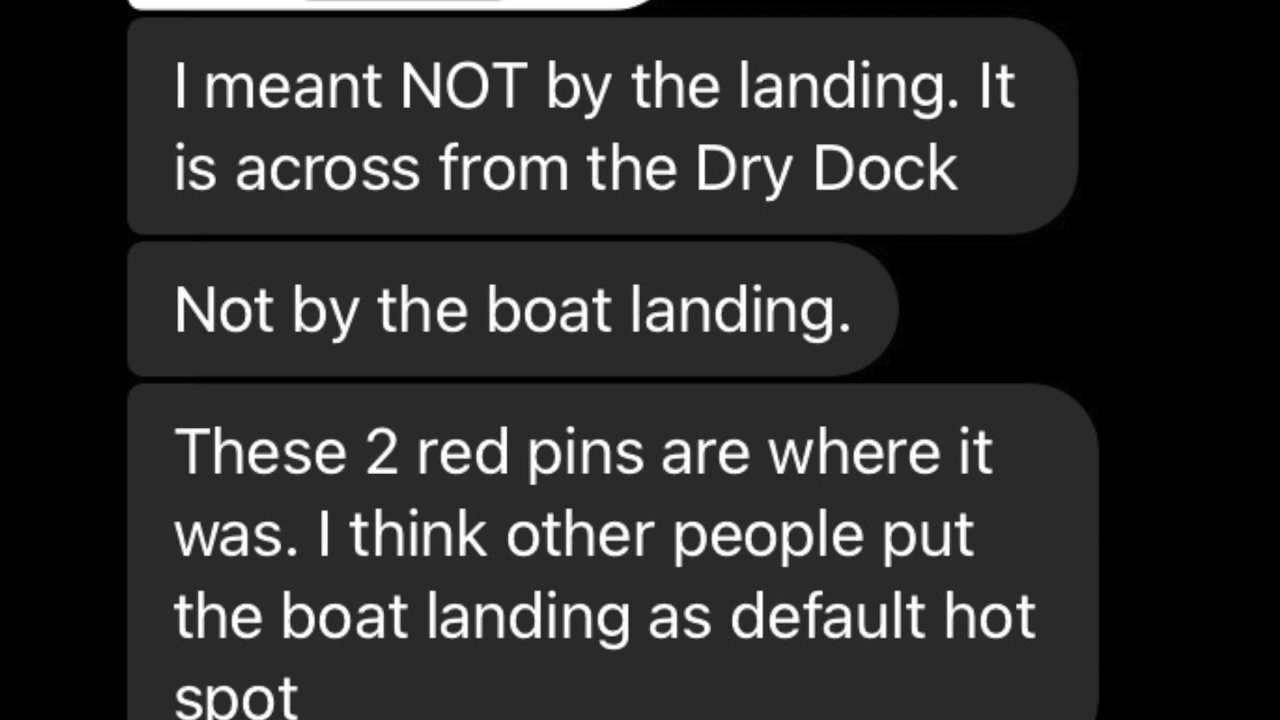 I meant NOT by the landing. It
is across from the Dry Dock
Not by the boat landing.
These 2 red pins are where it
was. I think other people put
the boat landing as default hot
spot